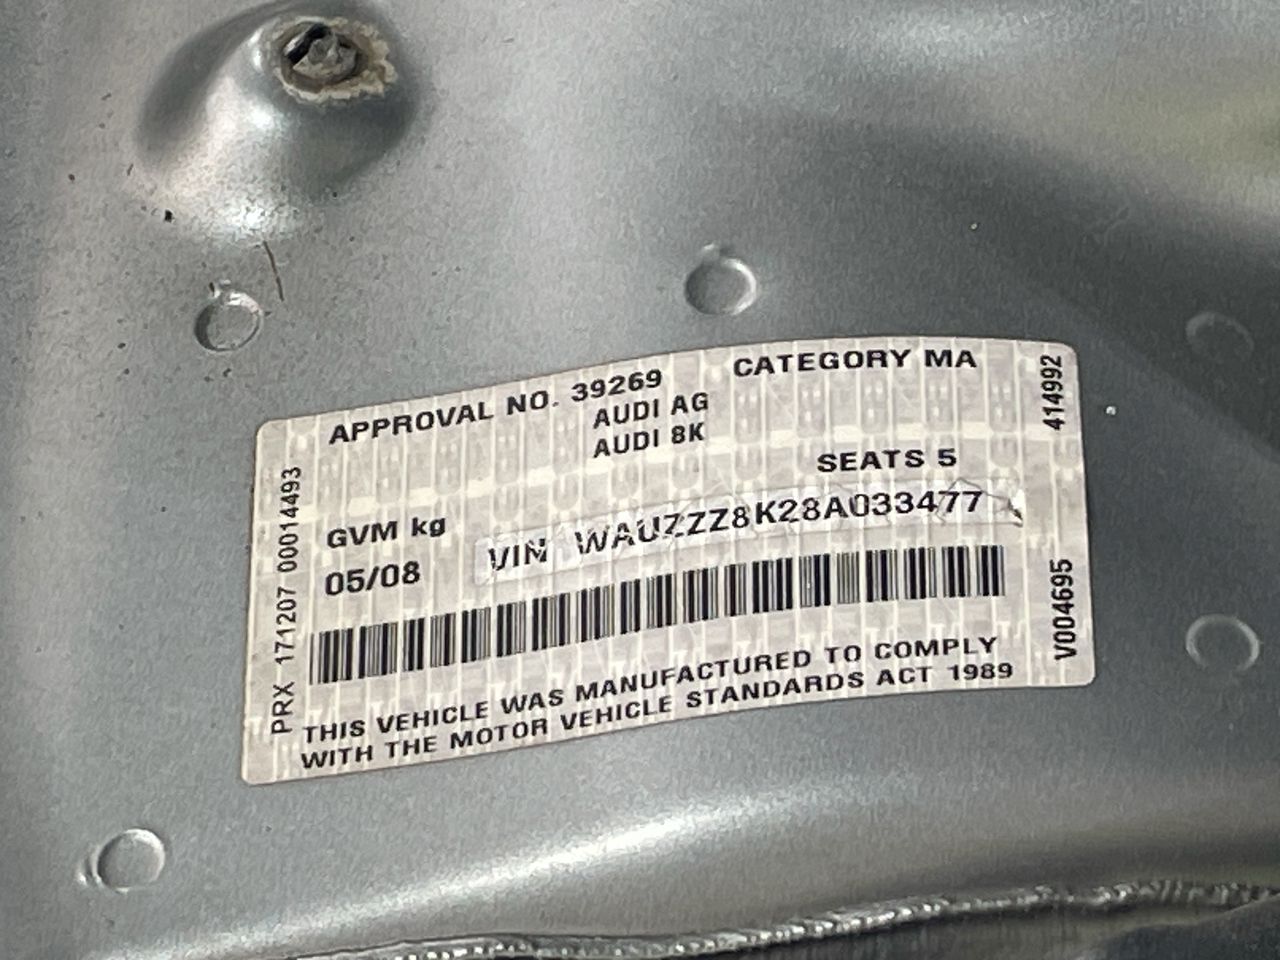 APPROVAL NO. 39269 CATEGORY MA
AUDI AG
AUDI 8K
SEATS 5
GVM kg
05/08
VIN WAUZZZ8K28A033477
THIS VEHICLE WAS MANUFACTURED TO COMPLY
WITH THE MOTOR VEHICLE STANDARDS ACT 1989
PRX 171207 00014493
414992
V004695